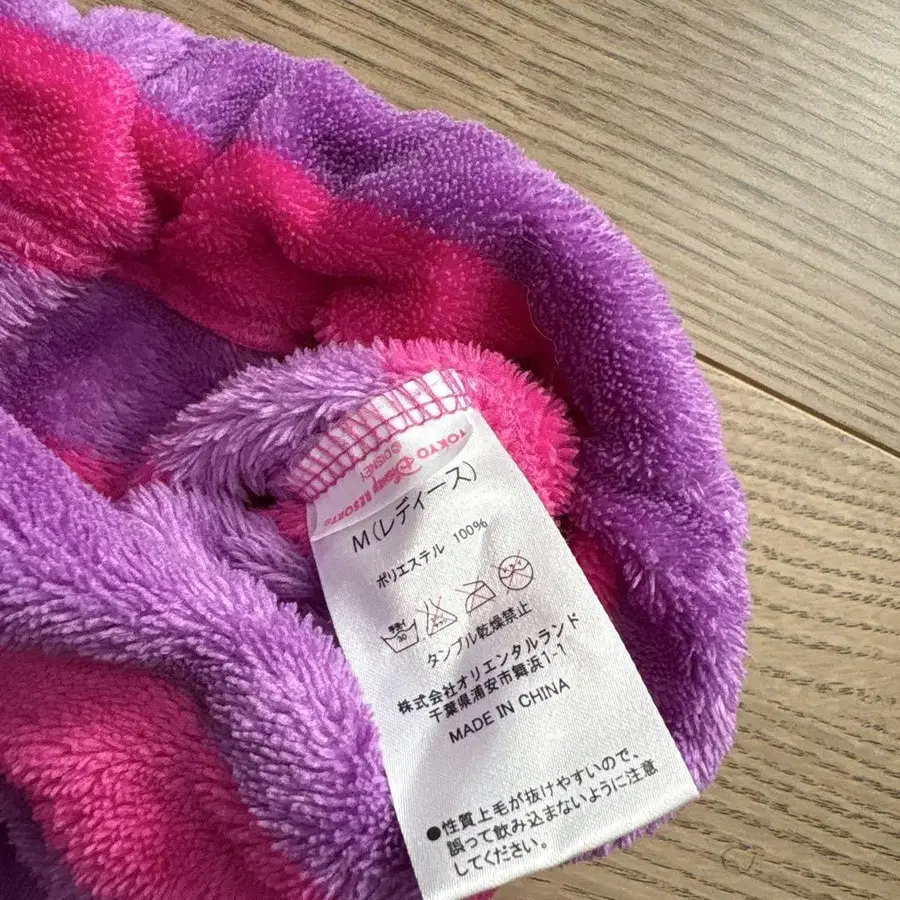 TOKYO Disney RESORT®
©DISNEY
M(レディース)
ポリエステル 100%
タンブル乾燥禁止
株式会社オリエンタルランド
千葉県浦安市舞浜1-1
MADE IN CHINA
●性質上毛が抜けやすいので、
誤って飲み込まないように注意
してください。